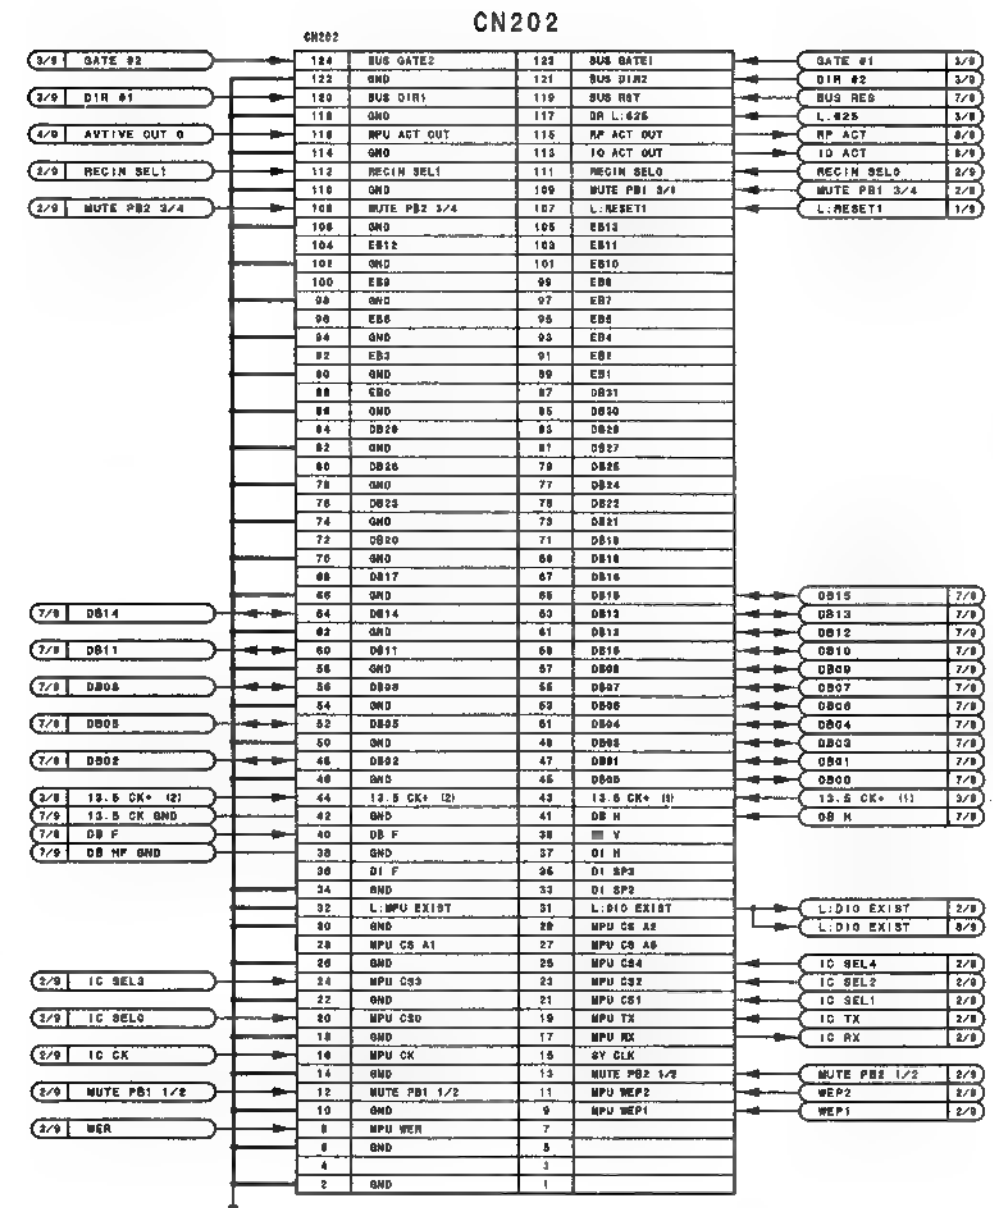 CN202
CN202
3/9 GATE #2 124 BUS GATE2 123 BUS GATE1 GATE #1 3/9
122 GND 121 BUS DIR2 DIR #2 3/9
3/9 DIR #1 120 BUS DIR1 119 BUS RST BUS RES 7/9
118 GND 117 DR L:625 L:625 3/9
4/9 AVTIVE OUT 0 116 MPU ACT OUT 115 RP ACT OUT RP ACT
114 GND 113 IO ACT OUT IO ACT
2/9 RECIN SEL1 112 RECIN SEL1 111 RECIN SEL0 RECIN SEL0 2/9
110 GND 109 MUTE PB1 3/4 MUTE PB1 3/4 2/9
2/9 MUTE PB2 3/4 108 MUTE PB2 3/4 107 L:RESET1 L:RESET1 1/9
106 GND 105 EB13
104 EB12 103 EB11
102 GND 101 EB10
100 EB9 99 EB8
98 GND 97 EB7
96 EB6 95 EB5
94 GND 93 EB4
92 EB3 91 EB2
90 GND 89 EB1
88 EB0 87 DB31
86 GND 85 DB30
84 DB29 83 DB28
82 GND 81 DB27
80 DB26 79 DB25
78 GND 77 DB24
76 DB23 75 DB22
74 GND 73 DB21
72 DB20 71 DB19
70 GND 69 DB18
68 DB17 67 DB16
66 GND 65 DB15 DB15 7/9
7/9 DB14 64 DB14 63 DB13 DB13 7/9
62 GND 61 DB12 DB12 7/9
7/9 DB11 60 DB11 59 DB10 DB10 7/9
58 GND 57 DB09 DB09 7/9
7/9 DB08 56 DB08 55 DB07 DB07 7/9
54 GND 53 DB06 DB06 7/9
7/9 DB05 52 DB05 51 DB04 DB04 7/9
50 GND 49 DB03 DB03 7/9
7/9 DB02 48 DB02 47 DB01 DB01 7/9
46 GND 45 DB00 DB00 7/9
3/9 13.5 CK+ (2) 44 13.5 CK+ (2) 43 13.5 CK+ (1) 13.5 CK+ (1) 3/9
7/9 13.5 CK GND 42 GND 41 DB H DB H 7/9
7/9 DB F 40 DB F 39 V
7/9 DB HF GND 38 GND 37 DI H
36 DI F 35 DI SP3
34 GND 33 DI SP2
32 L:MPU EXIST 31 L:DIO EXIST L:DIO EXIST 2/9
30 GND 29 MPU CS A2 L:DIO EXIST
28 MPU CS A1 27 MPU CS A0
26 GND 25 MPU CS4 IC SEL4 2/9
2/9 IC SEL3 24 MPU CS3 23 MPU CS2 IC SEL2 2/9
22 GND 21 MPU CS1 IC SEL1 2/9
2/9 IC SEL0 20 MPU CS0 19 MPU TX IC TX 2/9
18 GND 17 MPU RX IC RX 2/9
2/9 IC CK 16 MPU CK 15 SY CLK
14 GND 13 MUTE PB2 1/2 MUTE PB2 1/2 2/9
2/9 MUTE PB1 1/2 12 MUTE PB1 1/2 11 MPU WEP2 WEP2 2/9
10 GND 9 MPU WEP1 WEP1 2/9
2/9 WER 8 MPU WER 7
6 GND 5
4 3
2 GND 1